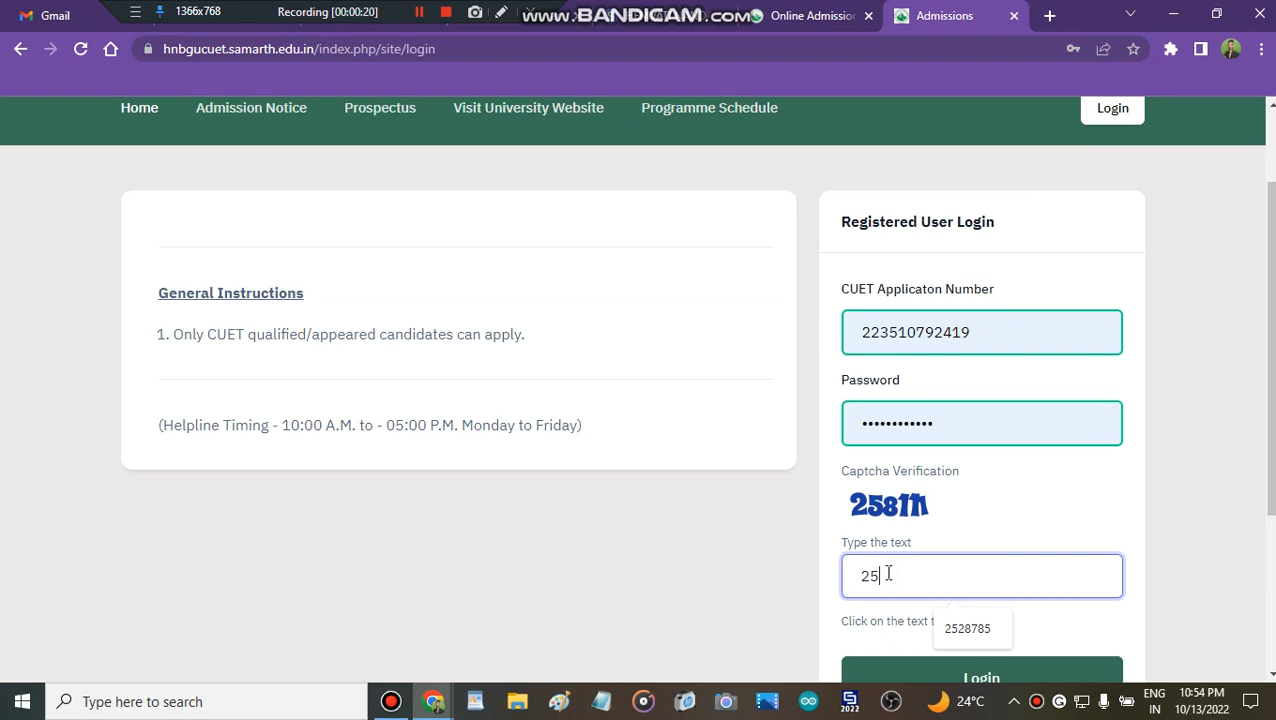 Gmail
1366x768
Recording [00:00:20]
www.BANDICAM.com
Online Admissio
Admissions
hnbgucuet.samarth.edu.in/index.php/site/login
Home
Admission Notice
Prospectus
Visit University Website
Programme Schedule
Login
Registered User Login
General Instructions
1. Only CUET qualified/appeared candidates can apply.
(Helpline Timing - 10:00 A.M. to - 05:00 P.M. Monday to Friday)
CUET Applicaton Number
223510792419
Password
••••••••••••
Captcha Verification
Type the text
25
Click on the text t
2528785
Login
Type here to search
2022
24°C
ENG
IN
10:54 PM
10/13/2022